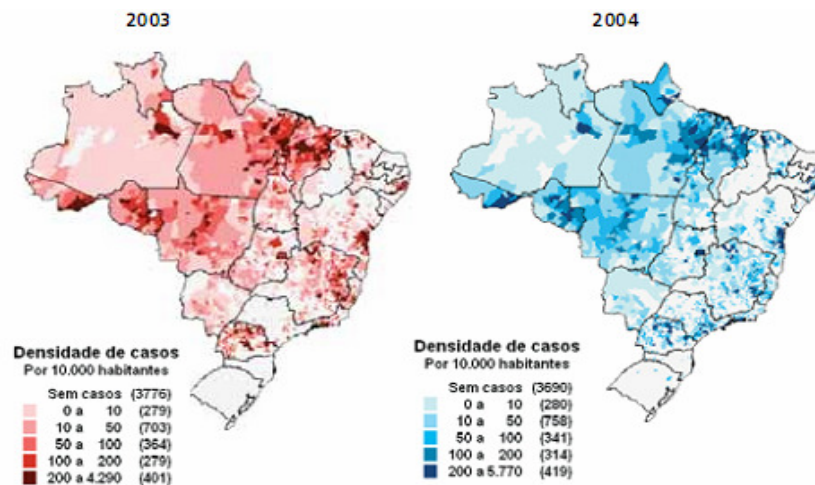 2003
2004
Densidade de casos
Por 10.000 habitantes
Sem casos (3776)
0 a 10 (279)
10 a 50 (703)
50 a 100 (364)
100 a 200 (279)
200 a 4.290 (401)
Densidade de casos
Por 10.000 habitantes
Sem casos (3690)
0 a 10 (280)
10 a 50 (758)
50 a 100 (341)
100 a 200 (314)
200 a 5.770 (419)